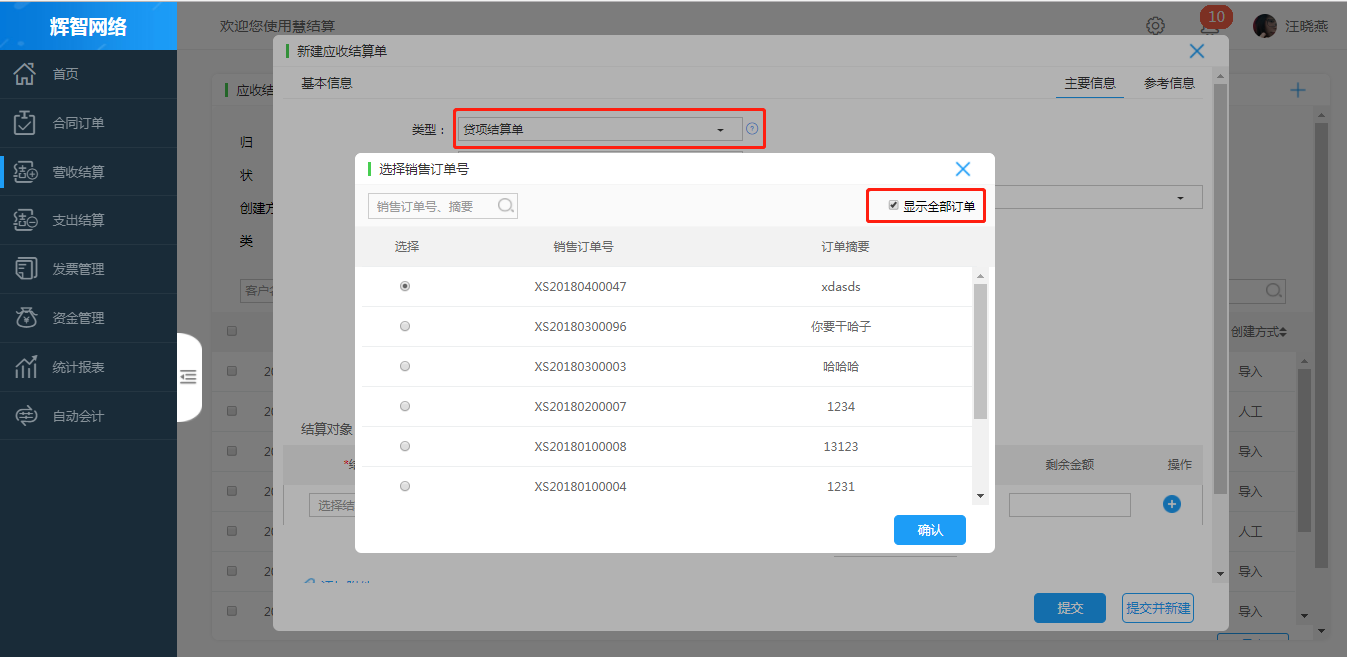 辉智网络
欢迎您使用慧结算
10
汪晓燕
首页
合同订单
营收结算
支出结算
发票管理
资金管理
统计报表
自动会计
应收结
归
状
创建方
类
客户名
新建应收结算单
基本信息
主要信息
参考信息
类型：
贷项结算单
选择销售订单号
销售订单号、摘要
显示全部订单
选择
销售订单号
订单摘要
XS20180400047
xdasds
XS20180300096
你要干哈子
XS20180300003
哈哈哈
XS20180200007
1234
XS20180100008
13123
XS20180100004
1231
确认
结算对象
*结
选择结
剩余金额
操作
提交
提交并新建
创建方式
20
导入
20
人工
20
导入
20
导入
20
人工
20
导入
20
导入